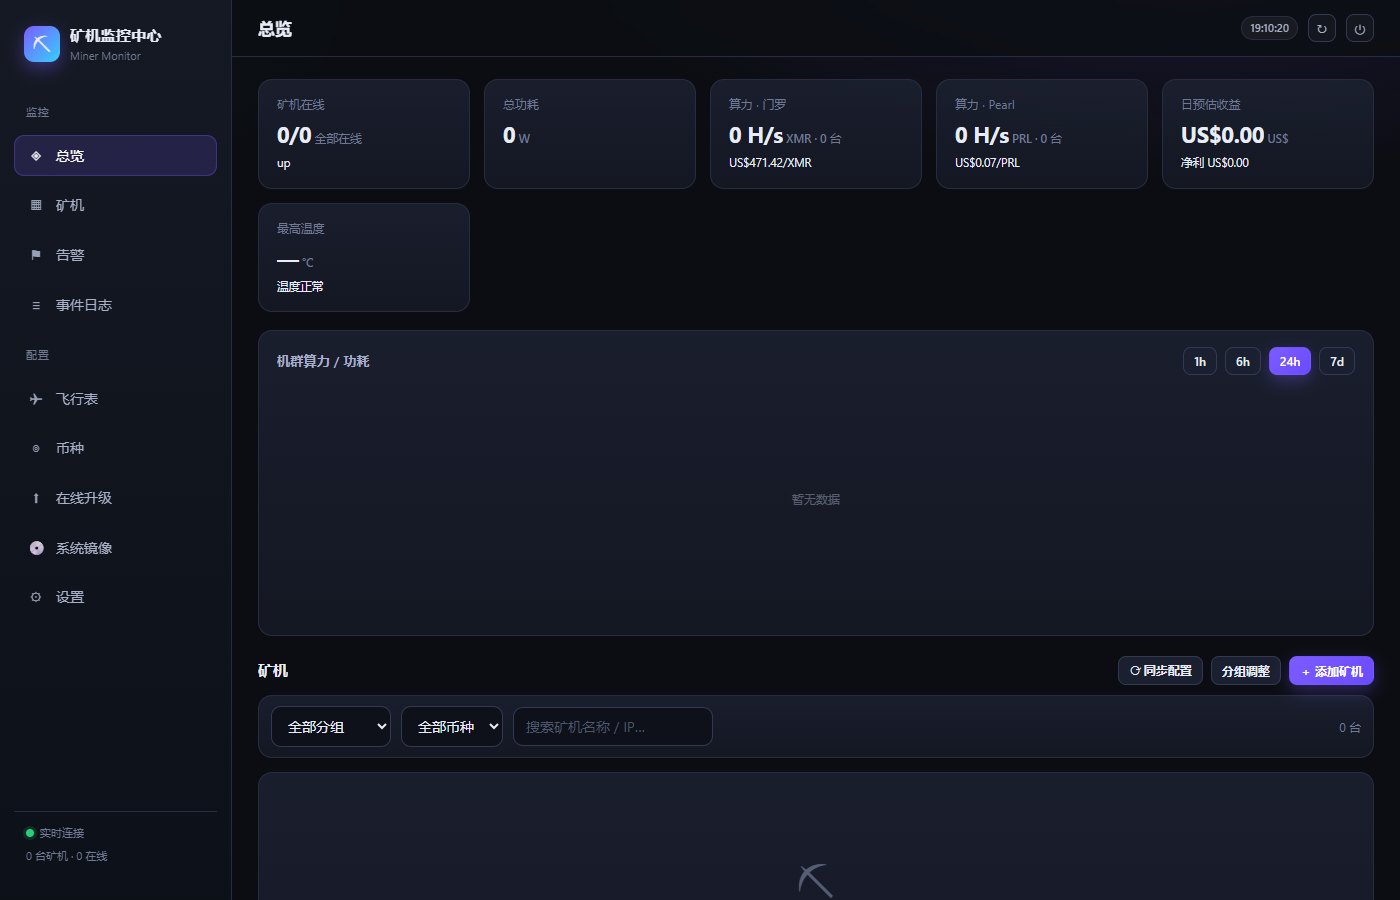 矿机监控中心
Miner Monitor
监控
总览
矿机
告警
事件日志
配置
飞行表
币种
在线升级
系统镜像
设置
实时连接
0 台矿机 · 0 在线
总览
19:10:20
矿机在线
0/0 全部在线
up
总功耗
0 W
算力 · 门罗
0 H/s XMR · 0 台
US$471.42/XMR
算力 · Pearl
0 H/s PRL · 0 台
US$0.07/PRL
日预估收益
US$0.00 US$
净利 US$0.00
最高温度
— °C
温度正常
机群算力 / 功耗
1h
6h
24h
7d
暂无数据
矿机
同步配置
分组调整
+ 添加矿机
全部分组
全部币种
搜索矿机名称 / IP...
0 台